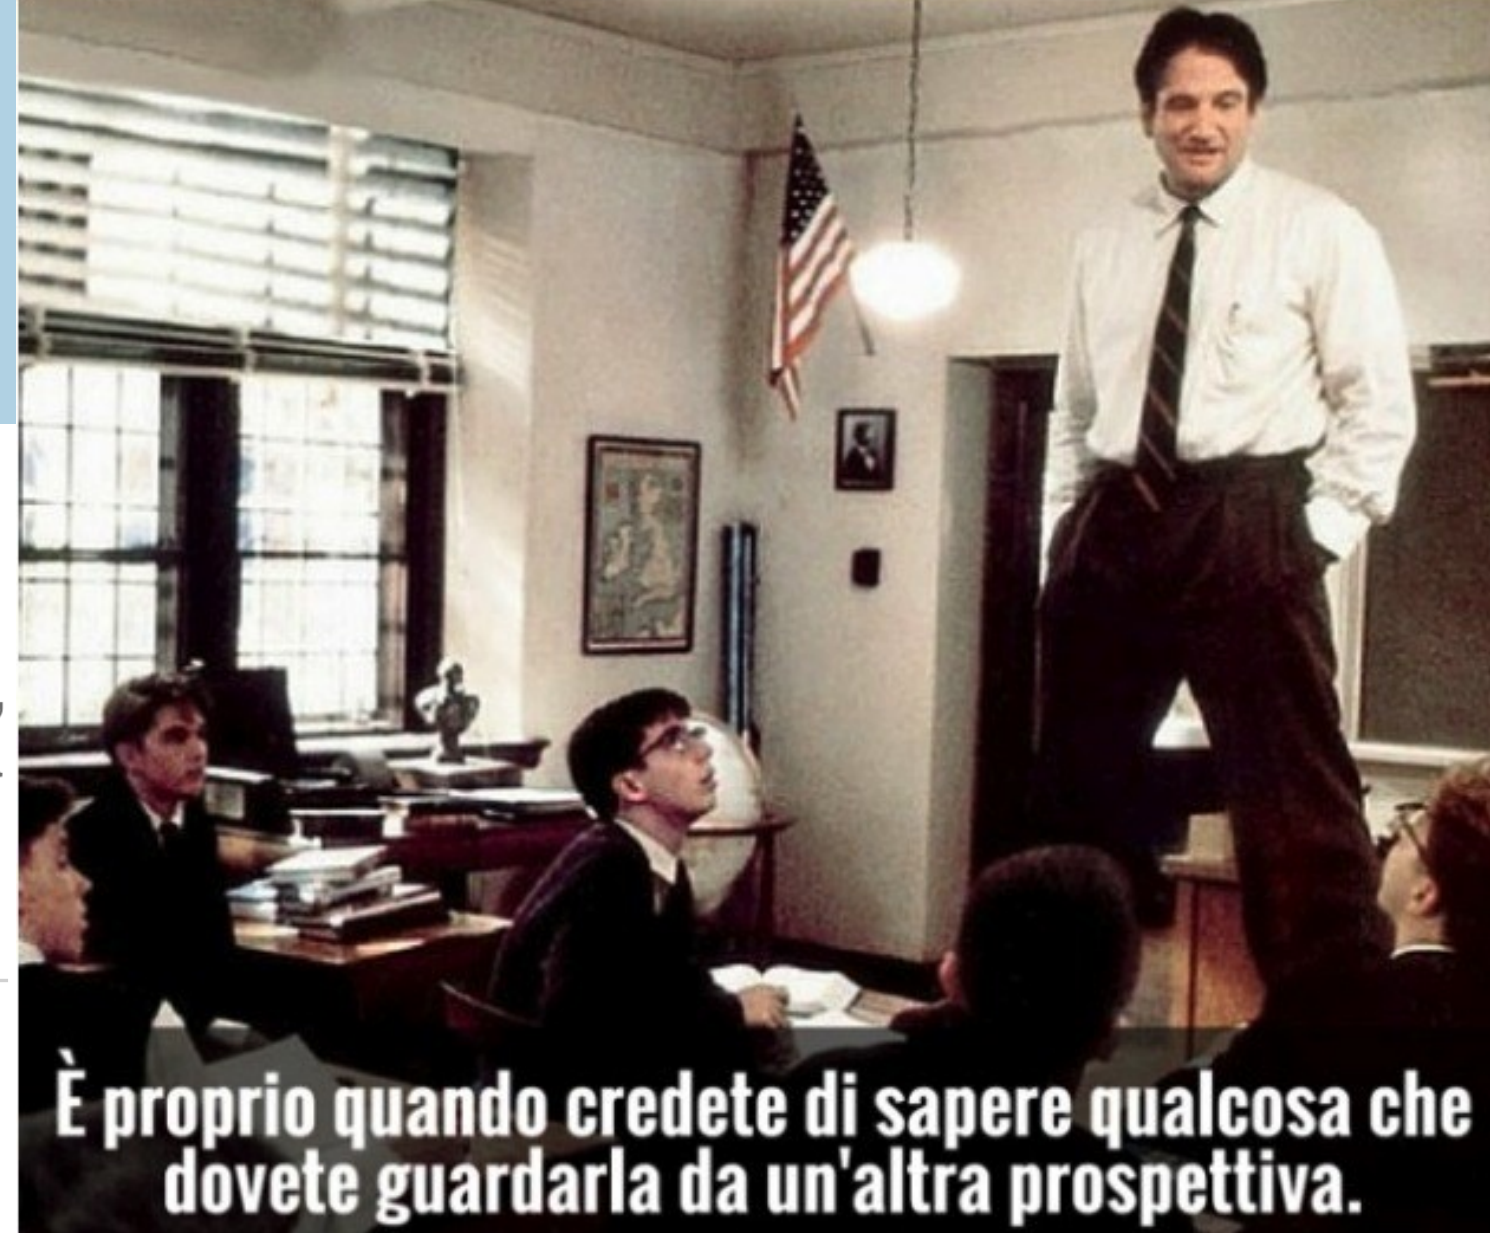 È proprio quando credete di sapere qualcosa che
dovete guardarla da un'altra prospettiva.